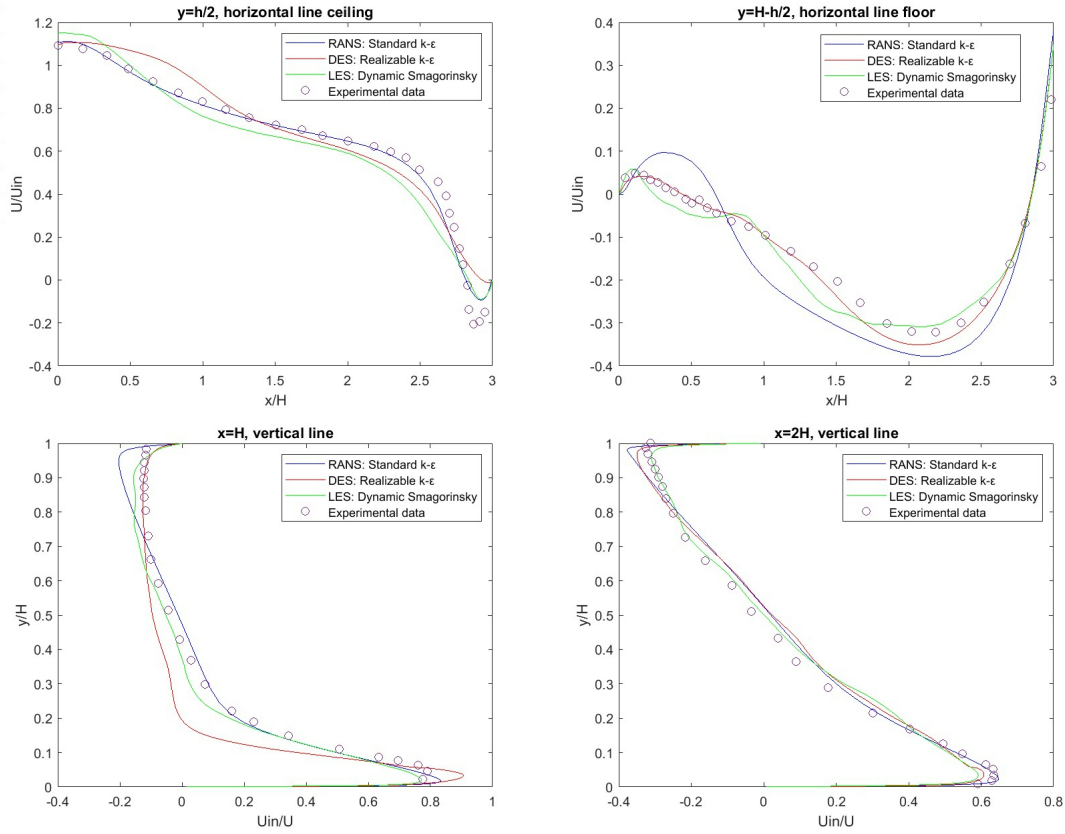 y=h/2, horizontal line ceiling
1.2
1
0.8
0.6
0.4
0.2
0
-0.2
-0.4
U/Uin
0
0.5
1
1.5
2
2.5
3
x/H
RANS: Standard k-ε
DES: Realizable k-ε
LES: Dynamic Smagorinsky
Experimental data
y=H-h/2, horizontal line floor
0.4
0.3
0.2
0.1
0
-0.1
-0.2
-0.3
-0.4
U/Uin
0
0.5
1
1.5
2
2.5
3
x/H
RANS: Standard k-ε
DES: Realizable k-ε
LES: Dynamic Smagorinsky
Experimental data
x=H, vertical line
1
0.9
0.8
0.7
0.6
0.5
0.4
0.3
0.2
0.1
0
y/H
-0.4
-0.2
0
0.2
0.4
0.6
0.8
1
Uin/U
RANS: Standard k-ε
DES: Realizable k-ε
LES: Dynamic Smagorinsky
Experimental data
x=2H, vertical line
1
0.9
0.8
0.7
0.6
0.5
0.4
0.3
0.2
0.1
0
y/H
-0.4
-0.2
0
0.2
0.4
0.6
0.8
Uin/U
RANS: Standard k-ε
DES: Realizable k-ε
LES: Dynamic Smagorinsky
Experimental data